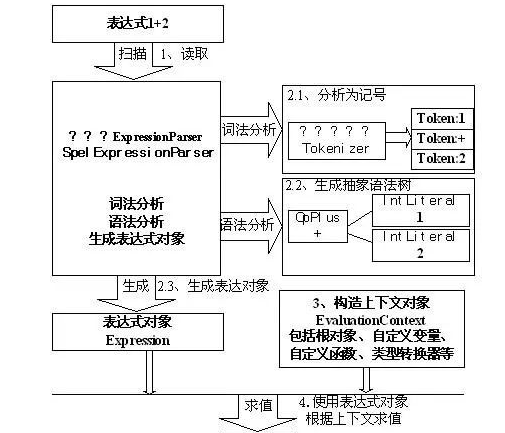 表达式1+2
扫描
1、读取
? ? ? ExpressionParser
SpelExpressionParser
词法分析
语法分析
生成表达式对象
词法分析
2.1、分析为记号
? ? ? ? ?
Tokenizer
Token:1
Token:+
Token:2
语法分析
2.2、生成抽象语法树
OpPlus
+
IntLiteral
1
IntLiteral
2
生成
2.3、生成表达对象
表达式对象
Expression
3、构造上下文对象
EvaluationContext
包括根对象、自定义变量、
自定义函数、类型转换器等
求值
4.使用表达式对象
根据上下文求值